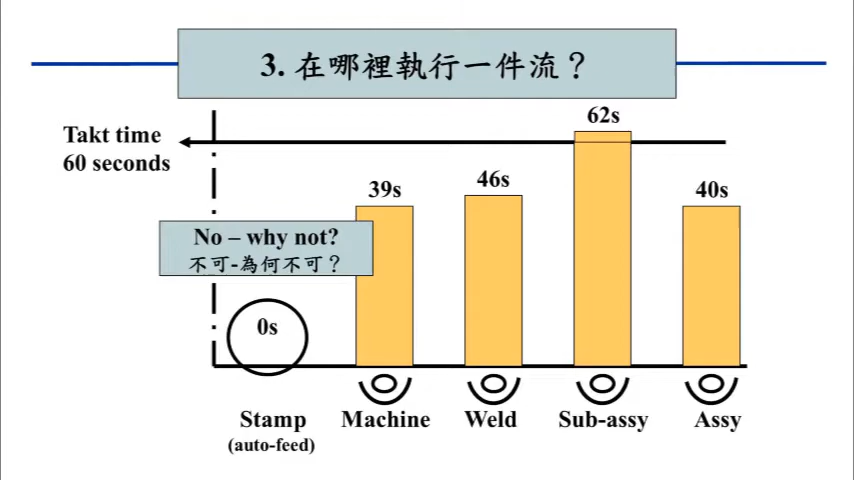 3. 在哪裡執行一件流？
Takt time
60 seconds
62s
39s
46s
40s
No – why not?
不可-為何不可？
0s
Stamp
(auto-feed)
Machine
Weld
Sub-assy
Assy